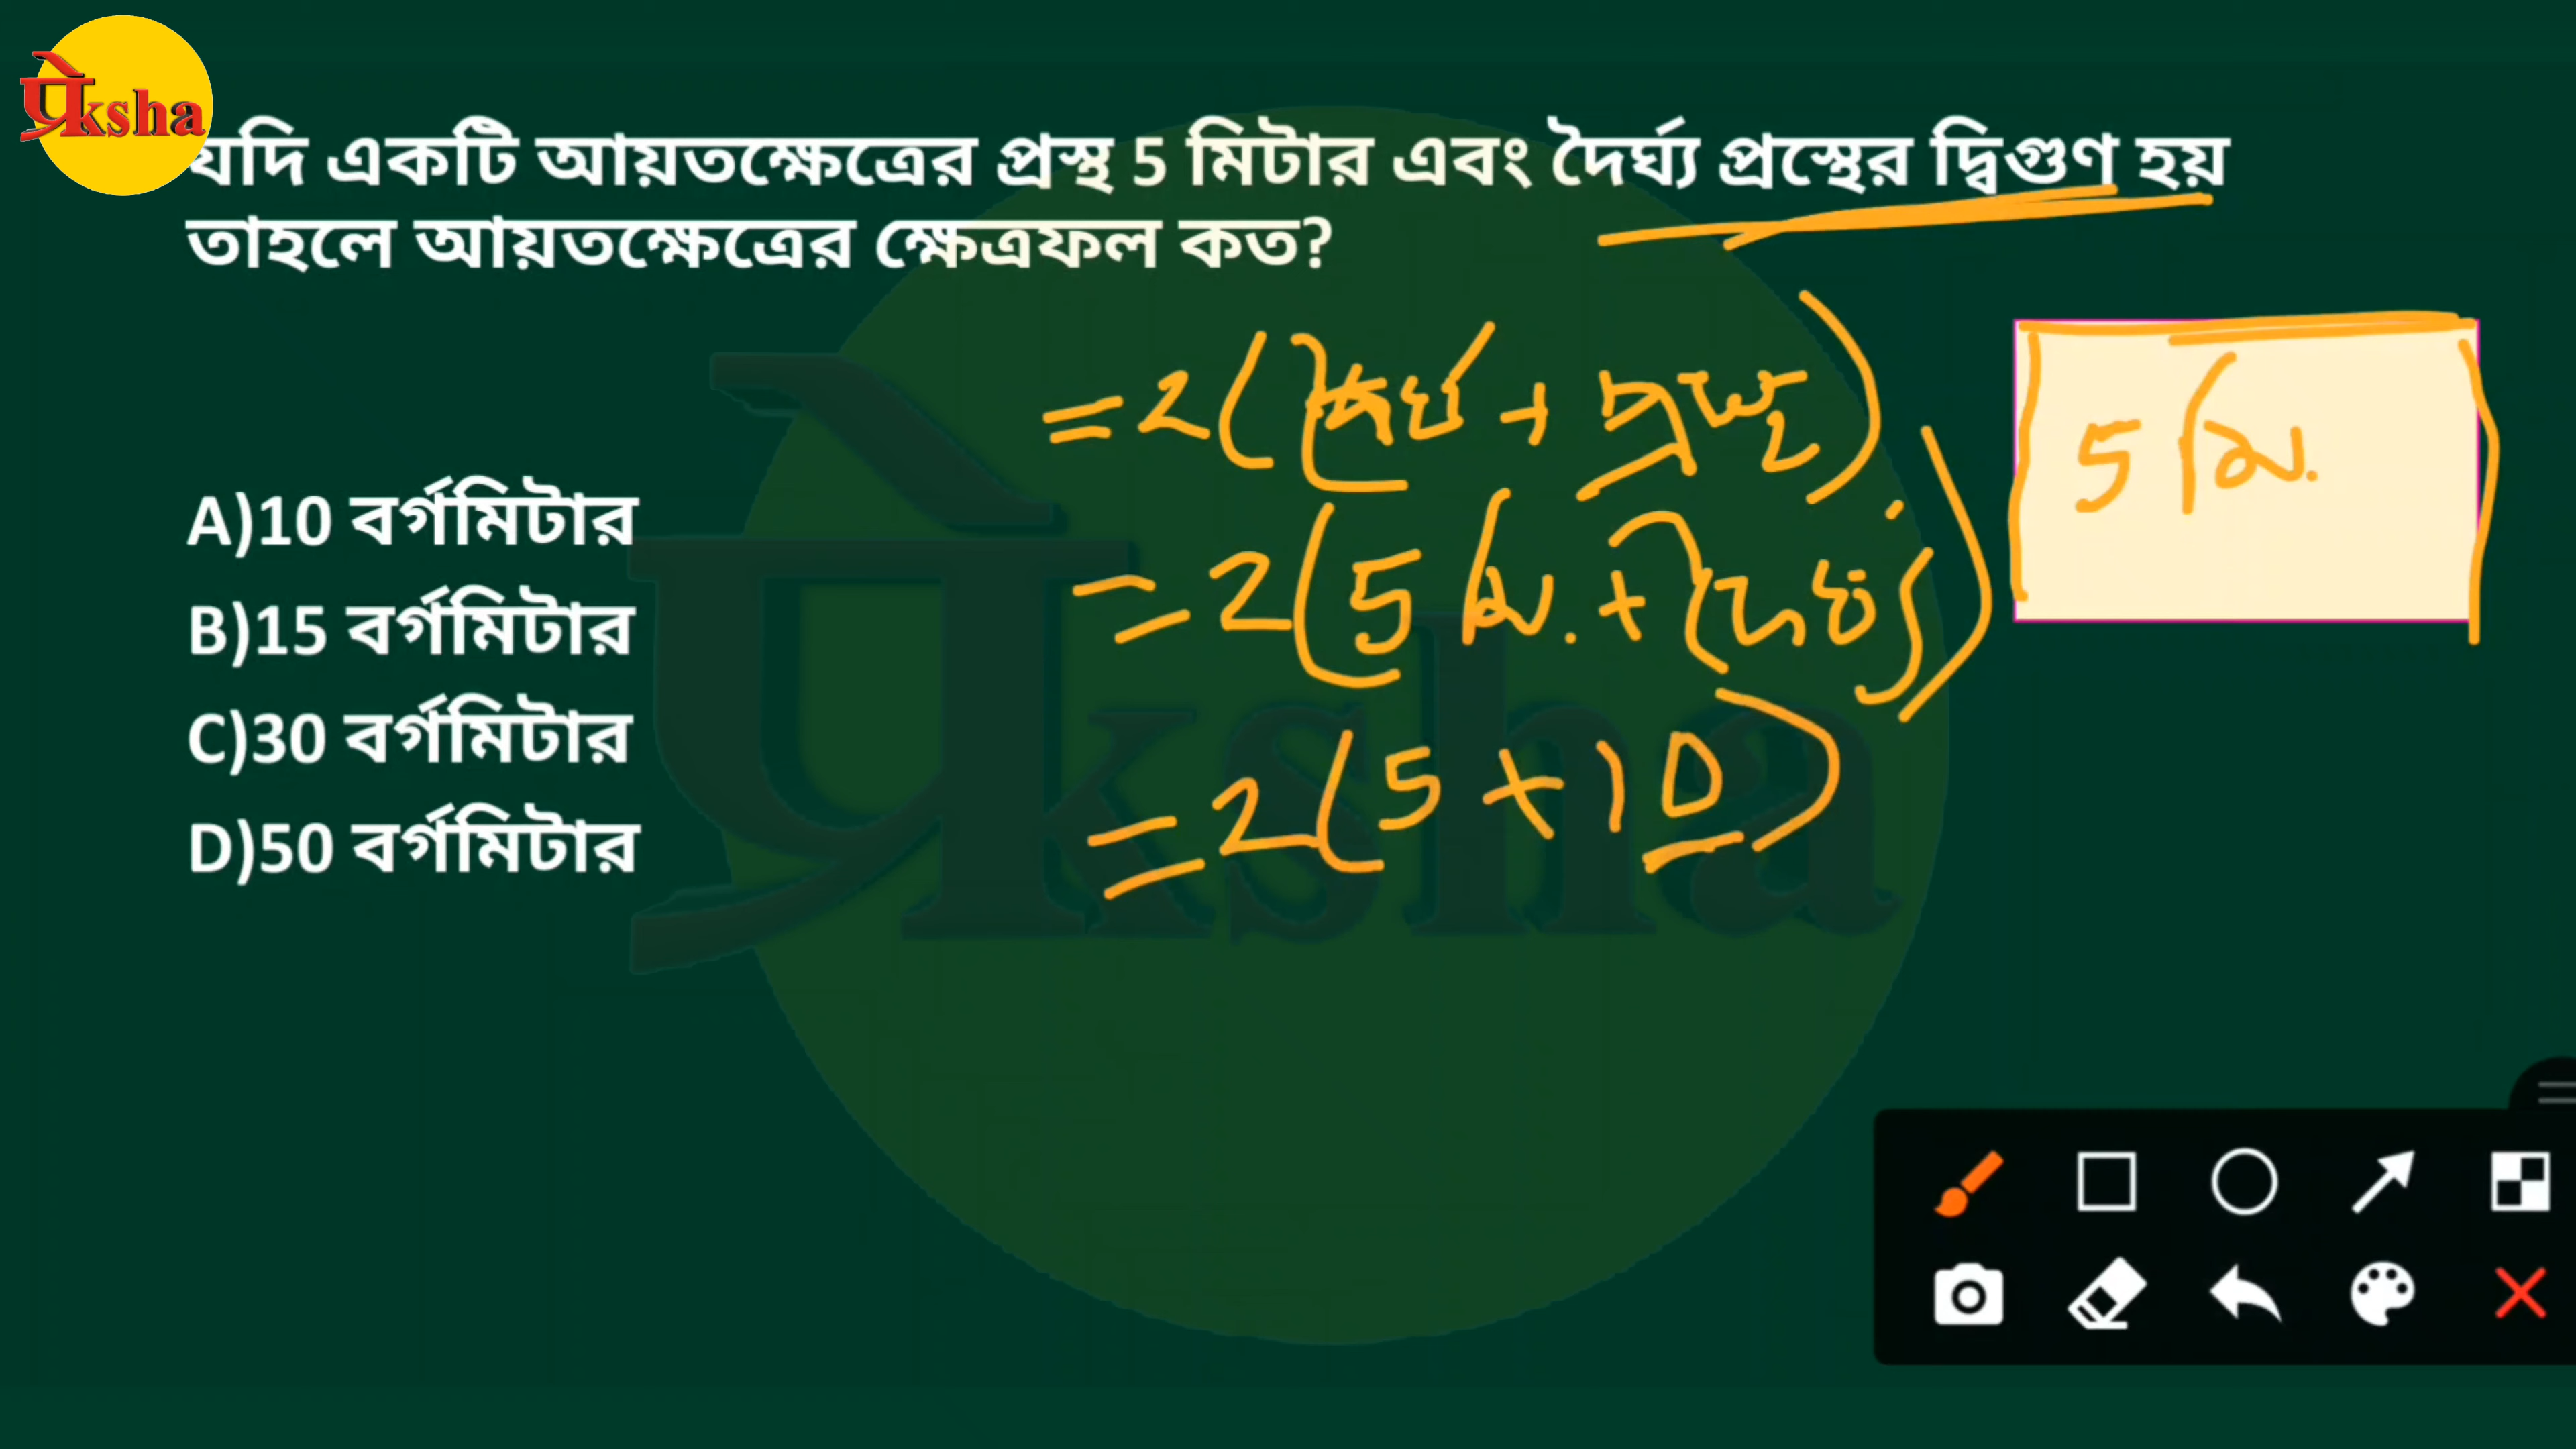 प्रेksha
যদি একটি আয়তক্ষেত্রের প্রস্থ 5 মিটার এবং দৈর্ঘ্য প্রস্থের দ্বিগুণ হয়
তাহলে আয়তক্ষেত্রের ক্ষেত্রফল কত?
=2( + )
5 মি.
= 2(5 মি. + )
= 2(5 + 10)
A)10 বর্গমিটার
B)15 বর্গমিটার
C)30 বর্গমিটার
D)50 বর্গমিটার
प्रेksha